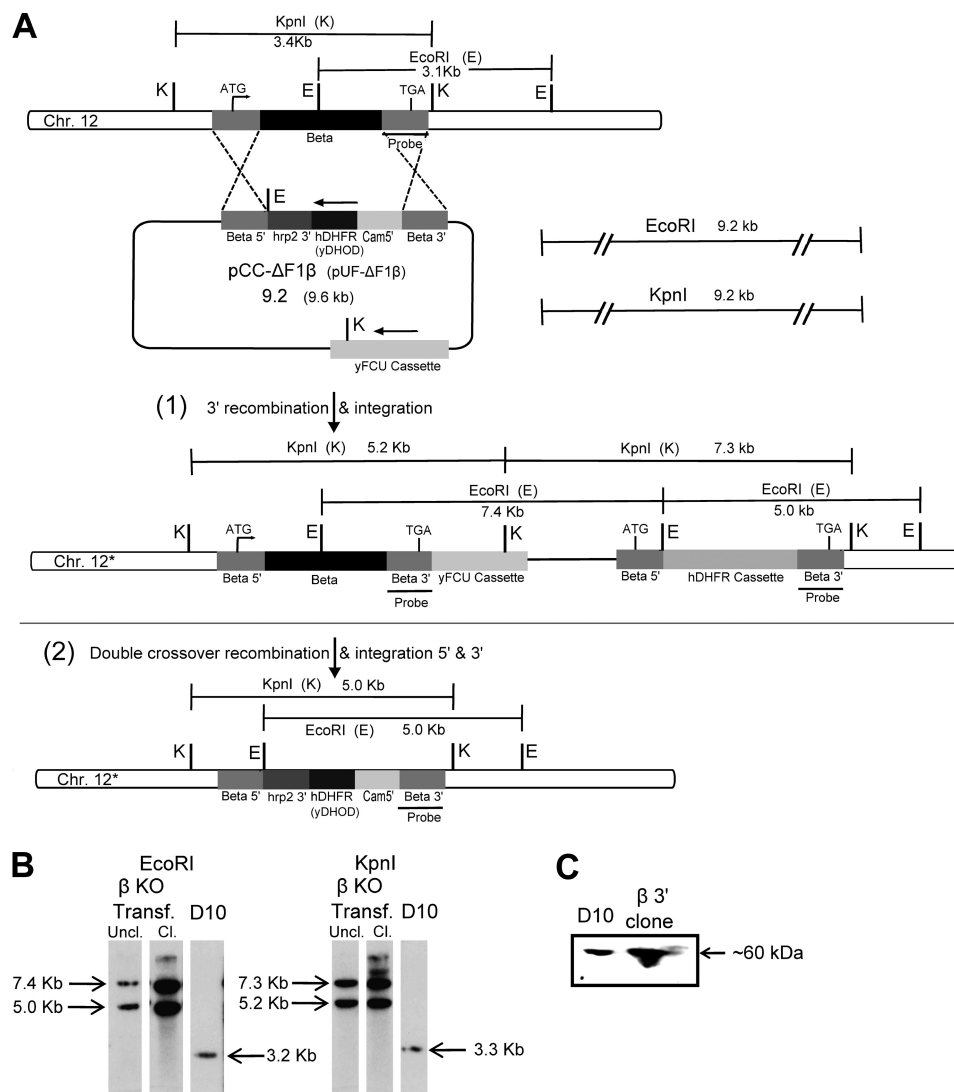 A
KpnI (K)
3.4Kb
EcoRI (E)
3.1Kb
K
ATG
E
TGA
K
E
Chr. 12
Beta
Probe
E
Beta 5'
hrp2 3'
hDHFR
(yDHOD)
Cam5'
Beta 3'
pCC-ΔF1β (pUF-ΔF1β)
9.2 (9.6 kb)
K
yFCU Cassette
EcoRI 9.2 kb
KpnI 9.2 kb
(1) 3' recombination & integration
KpnI (K) 5.2 Kb
KpnI (K) 7.3 kb
EcoRI (E)
7.4 Kb
EcoRI (E)
5.0 kb
K
ATG
E
TGA
K
ATG
E
TGA
K
E
Chr. 12*
Beta 5'
Beta
Beta 3'
yFCU Cassette
Beta 5'
hDHFR Cassette
Beta 3'
Probe
Probe
(2) Double crossover recombination & integration 5' & 3'
KpnI (K) 5.0 Kb
EcoRI (E) 5.0 Kb
K
E
K
E
Chr. 12*
Beta 5'
hrp2 3'
hDHFR
(yDHOD)
Cam5'
Beta 3'
Probe
B
EcoRI
β KO
Transf. D10
Uncl. Cl.
7.4 Kb
5.0 Kb
3.2 Kb
KpnI
β KO
Transf. D10
Uncl. Cl.
7.3 Kb
5.2 Kb
3.3 Kb
C
D10
β 3'
clone
~60 kDa